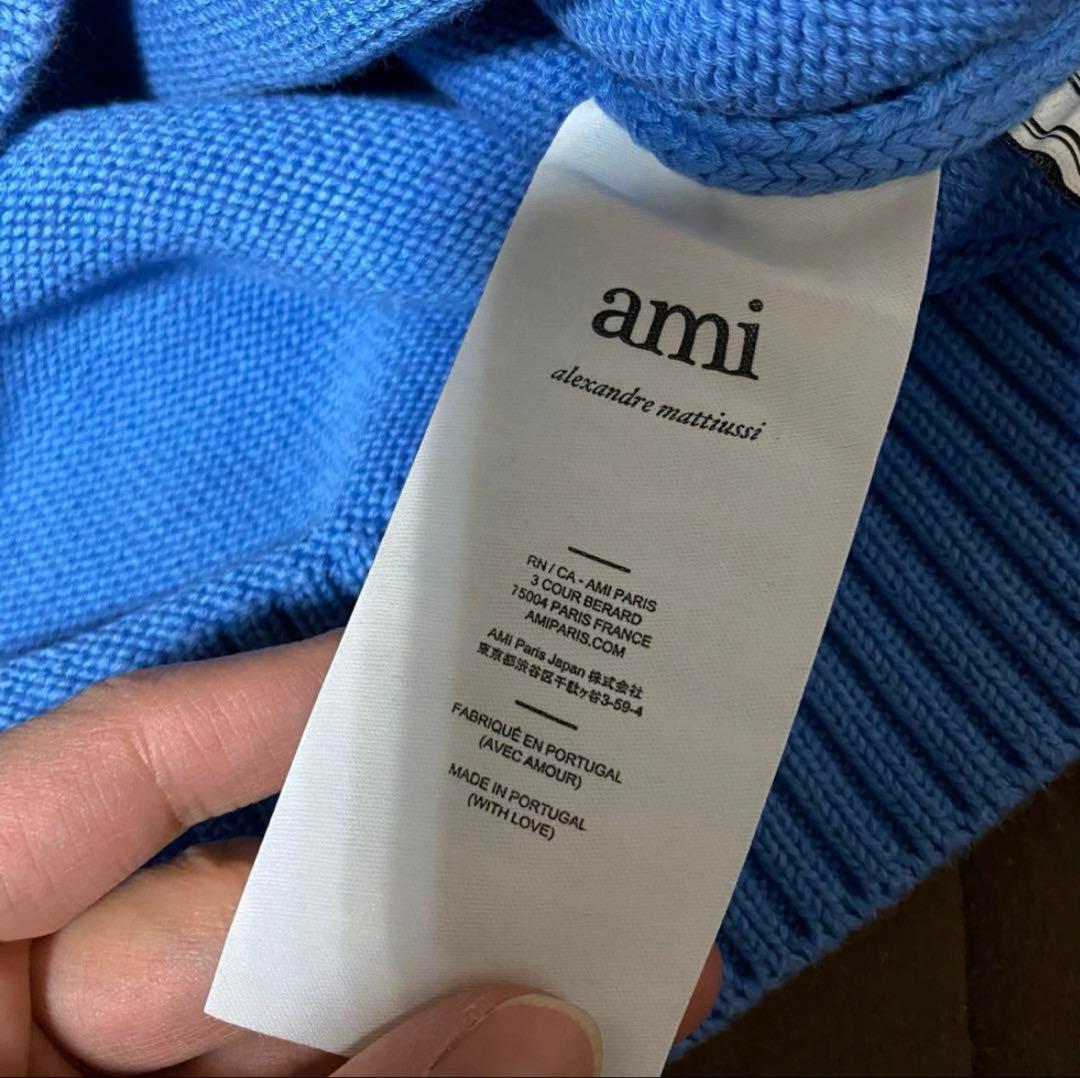 ami
alexandre mattiussi
RN / CA - AMI PARIS
3 COUR BERARD
75004 PARIS FRANCE
AMIPARIS.COM
AMI Paris Japan 株式会社
東京都渋谷区千駄ヶ谷3-59-4
FABRIQUÉ EN PORTUGAL
(AVEC AMOUR)
MADE IN PORTUGAL
(WITH LOVE)